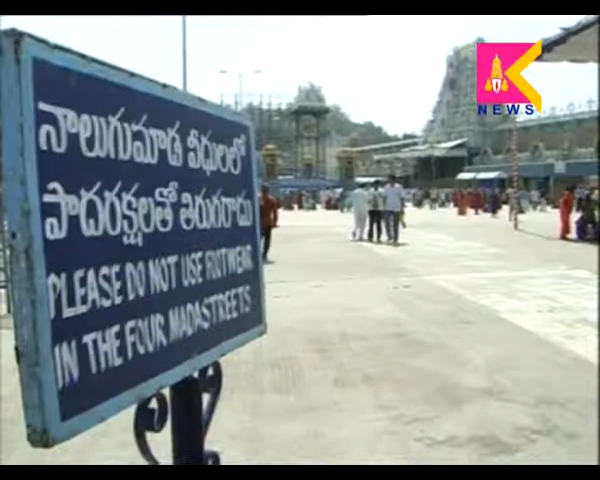 నాలుగుమాడ వీధులలో
పాదరక్షలతో తిరుగరాదు
PLEASE DO NOT USE FOOTWEAR
IN THE FOUR MADASTREETS.
K
NEWS